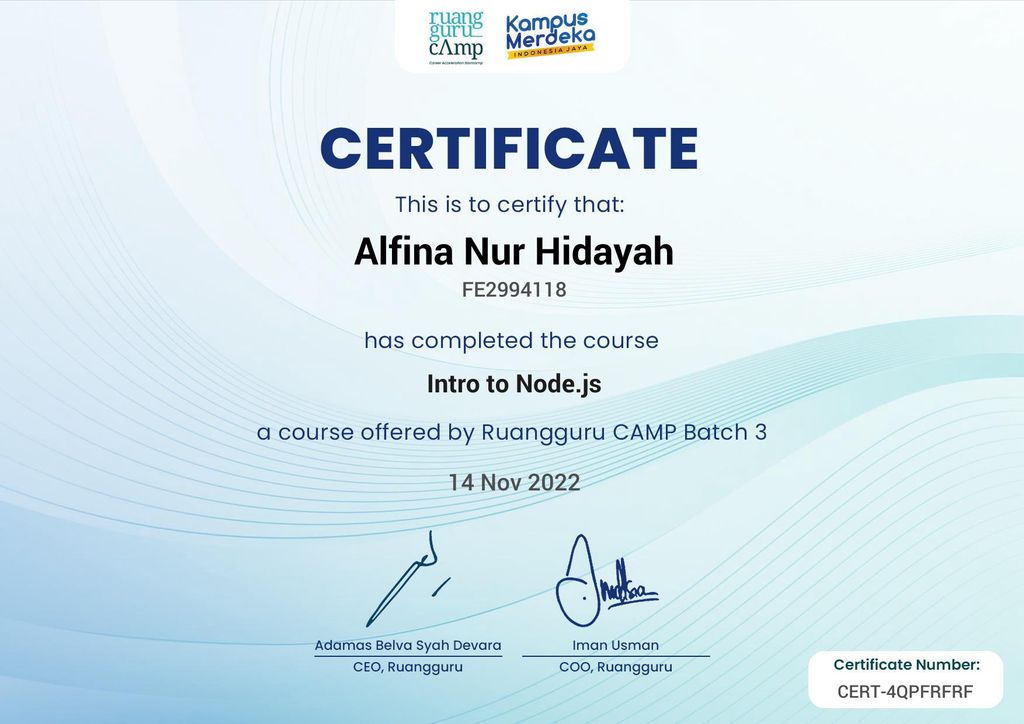 ruang
guru
cAmp
Career Acceleration Bootcamp
Kampus
Merdeka
INDONESIA JAYA
CERTIFICATE
This is to certify that:
Alfina Nur Hidayah
FE2994118
has completed the course
Intro to Node.js
a course offered by Ruangguru CAMP Batch 3
14 Nov 2022
Adamas Belva Syah Devara
CEO, Ruangguru
Iman Usman
COO, Ruangguru
Certificate Number:
CERT-4QPFRFRF